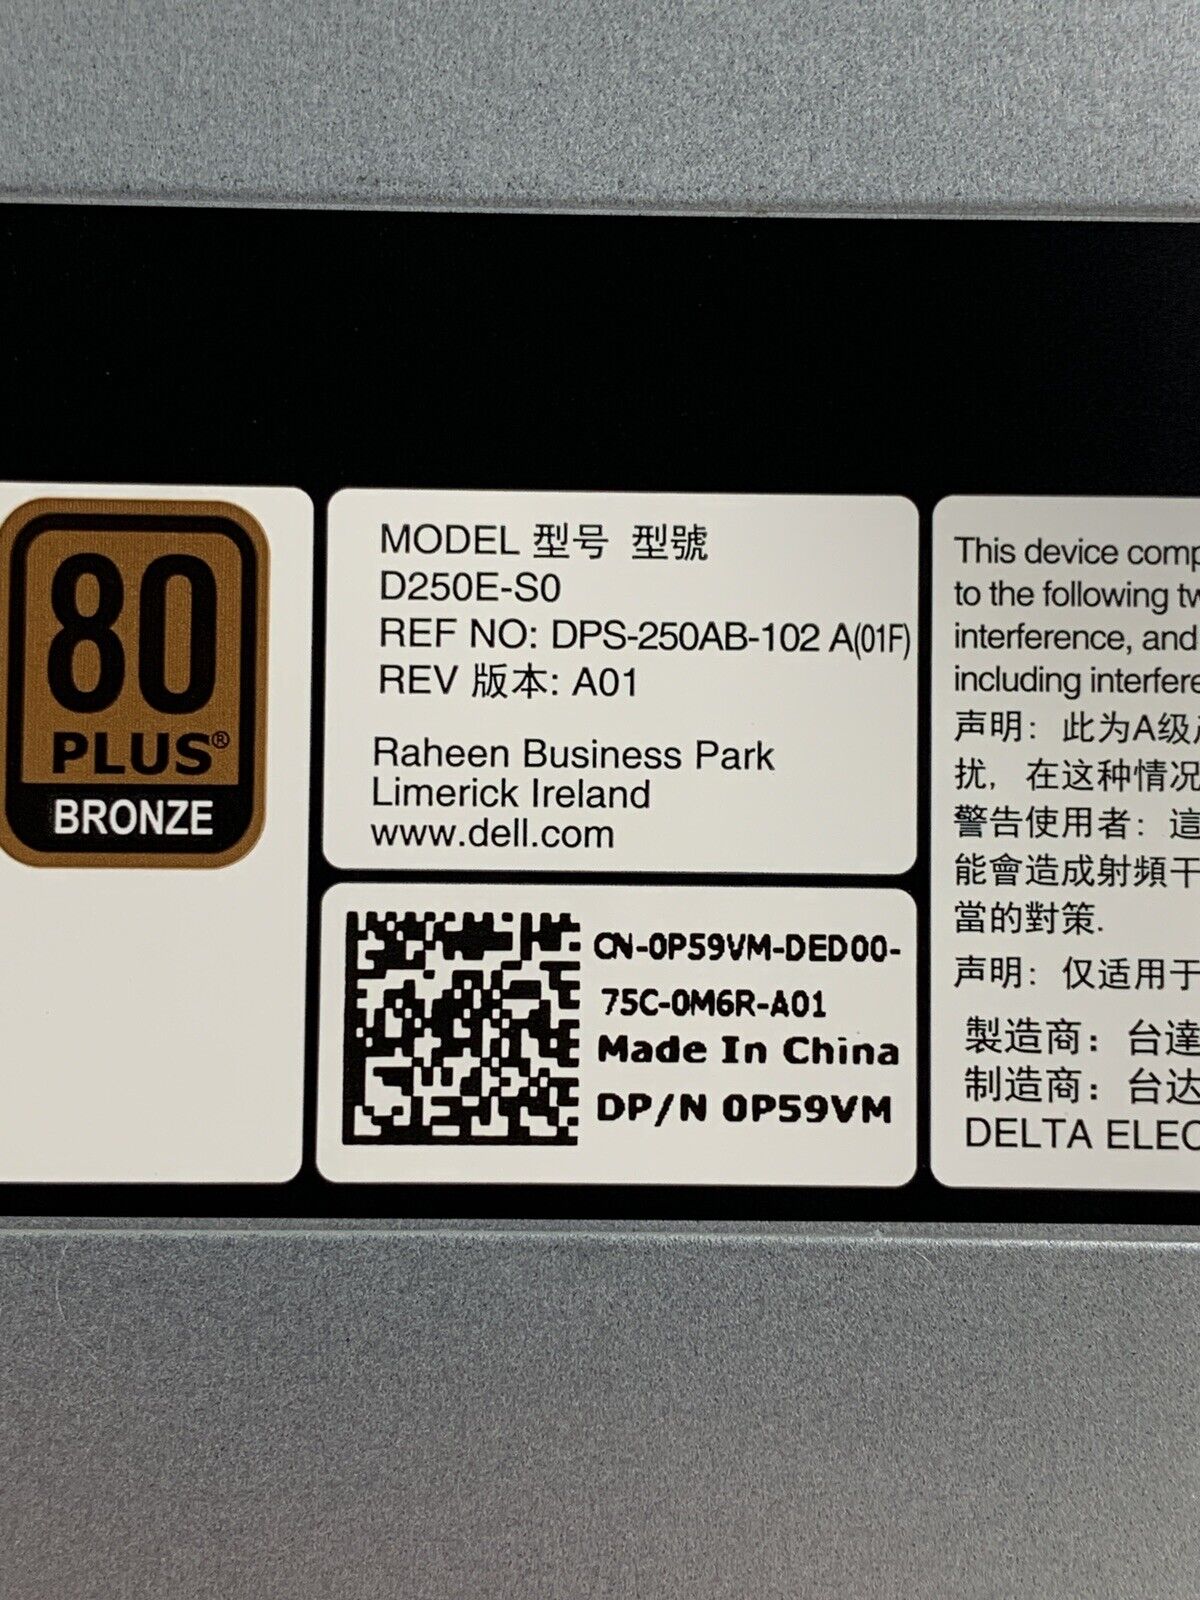 80
PLUS®
BRONZE
MODEL 型号 型號
D250E-S0
REF NO: DPS-250AB-102 A(01F)
REV 版本: A01
Raheen Business Park
Limerick Ireland
www.dell.com
CN-0P59VM-DED00-
75C-0M6R-A01
Made In China
DP/N 0P59VM
This device
to the following
interference, and
including
声明: 此为A级
扰, 在这种情况
警告使用者: 這
能會造成射頻干
當的對策.
声明: 仅适用于
製造商: 台達
制造商: 台达
DELTA